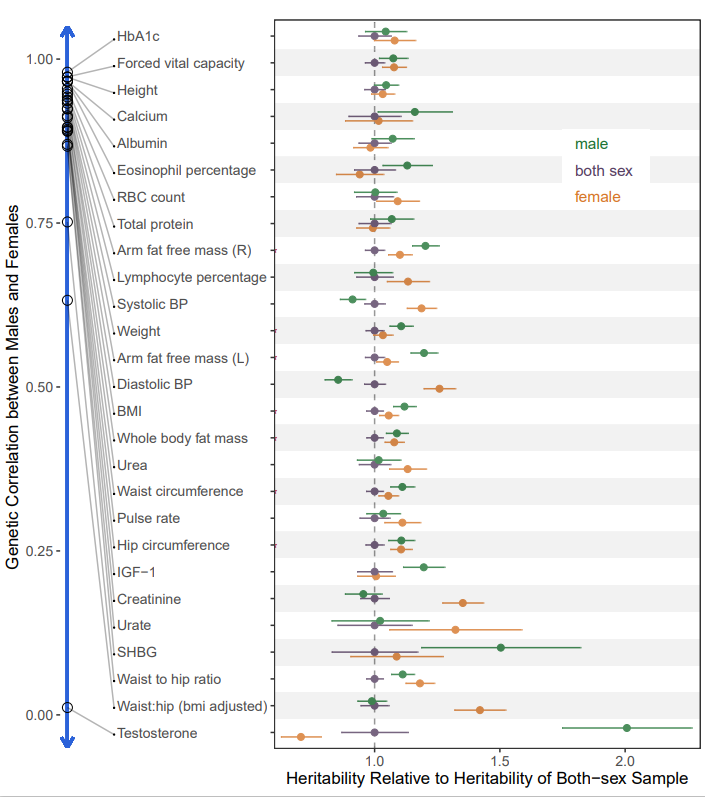 Genetic Correlation between Males and Females
1.00
0.75
0.50
0.25
0.00
HbA1c
Forced vital capacity
Height
Calcium
Albumin
Eosinophil percentage
RBC count
Total protein
Arm fat free mass (R)
Lymphocyte percentage
Systolic BP
Weight
Arm fat free mass (L)
Diastolic BP
BMI
Whole body fat mass
Urea
Waist circumference
Pulse rate
Hip circumference
IGF−1
Creatinine
Urate
SHBG
Waist to hip ratio
Waist:hip (bmi adjusted)
Testosterone
male
both sex
female
1.0
1.5
2.0
Heritability Relative to Heritability of Both−sex Sample